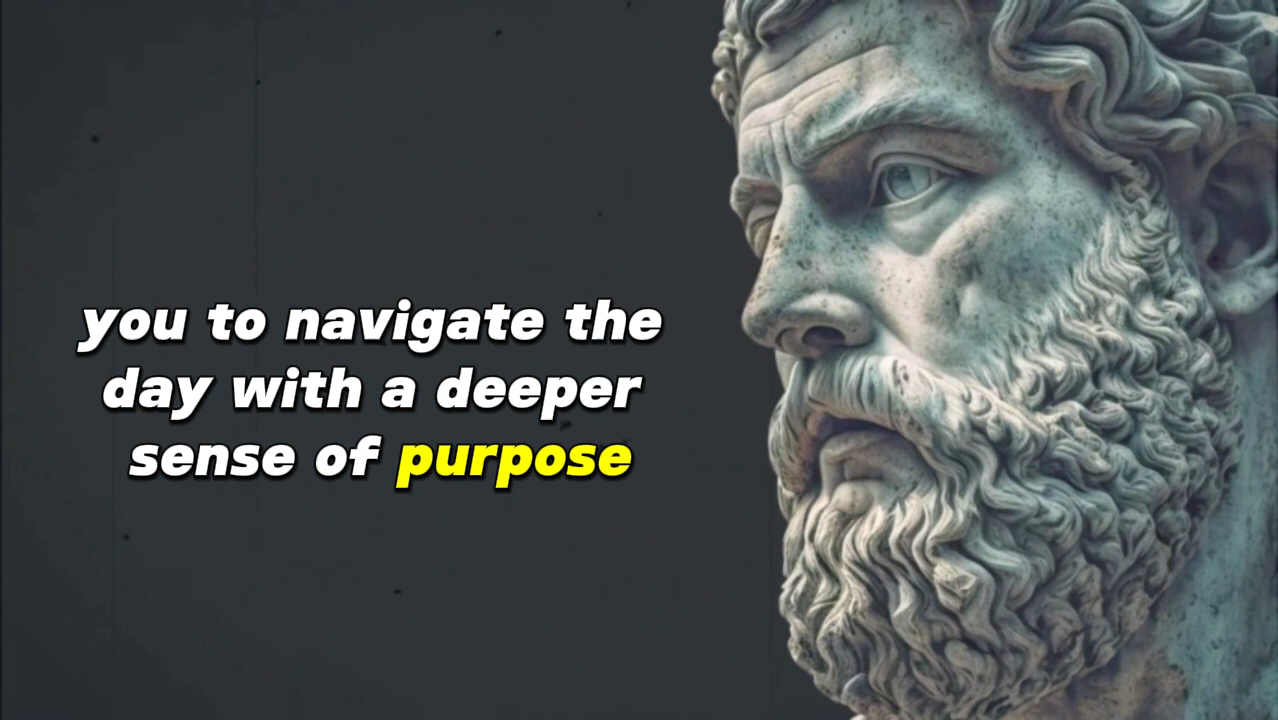 you to navigate the
day with a deeper
sense of purpose